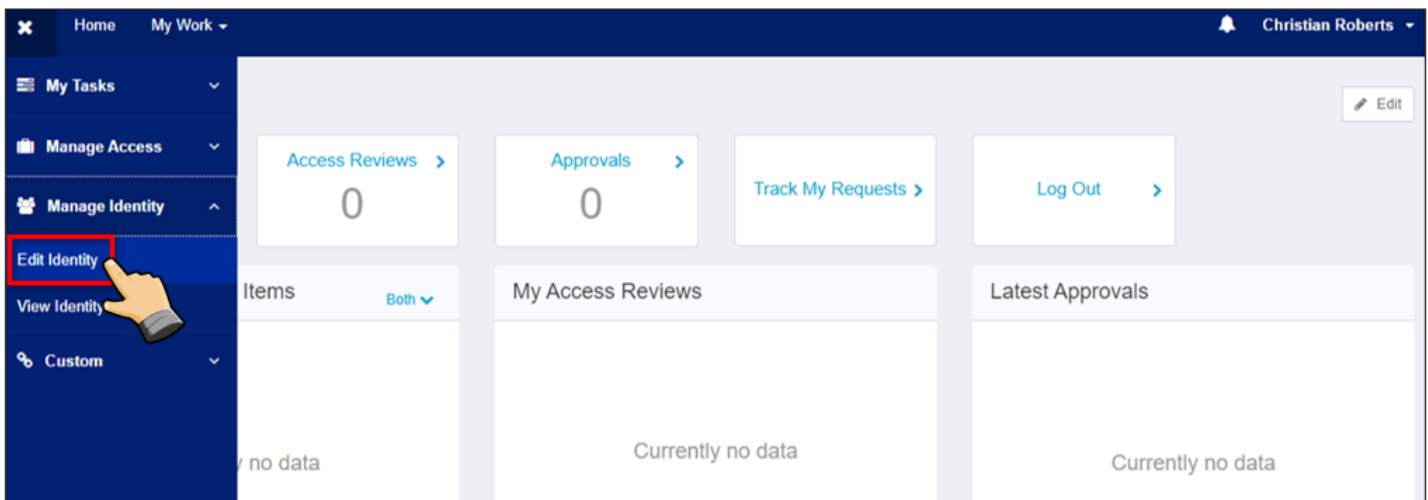 Home My Work Christian Roberts
My Tasks
Edit
Manage Access
Access Reviews
0
Approvals
0
Track My Requests
Log Out
Manage Identity
Edit Identity
View Identity
Custom
Items Both
My Access Reviews
Latest Approvals
no data
Currently no data
Currently no data